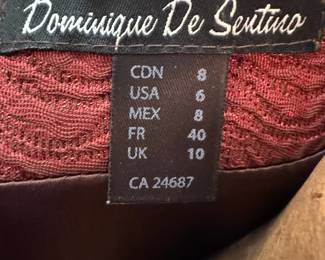 Dominique De Sentino
CDN 8
USA 6
MEX 8
FR 40
UK 10
CA 24687